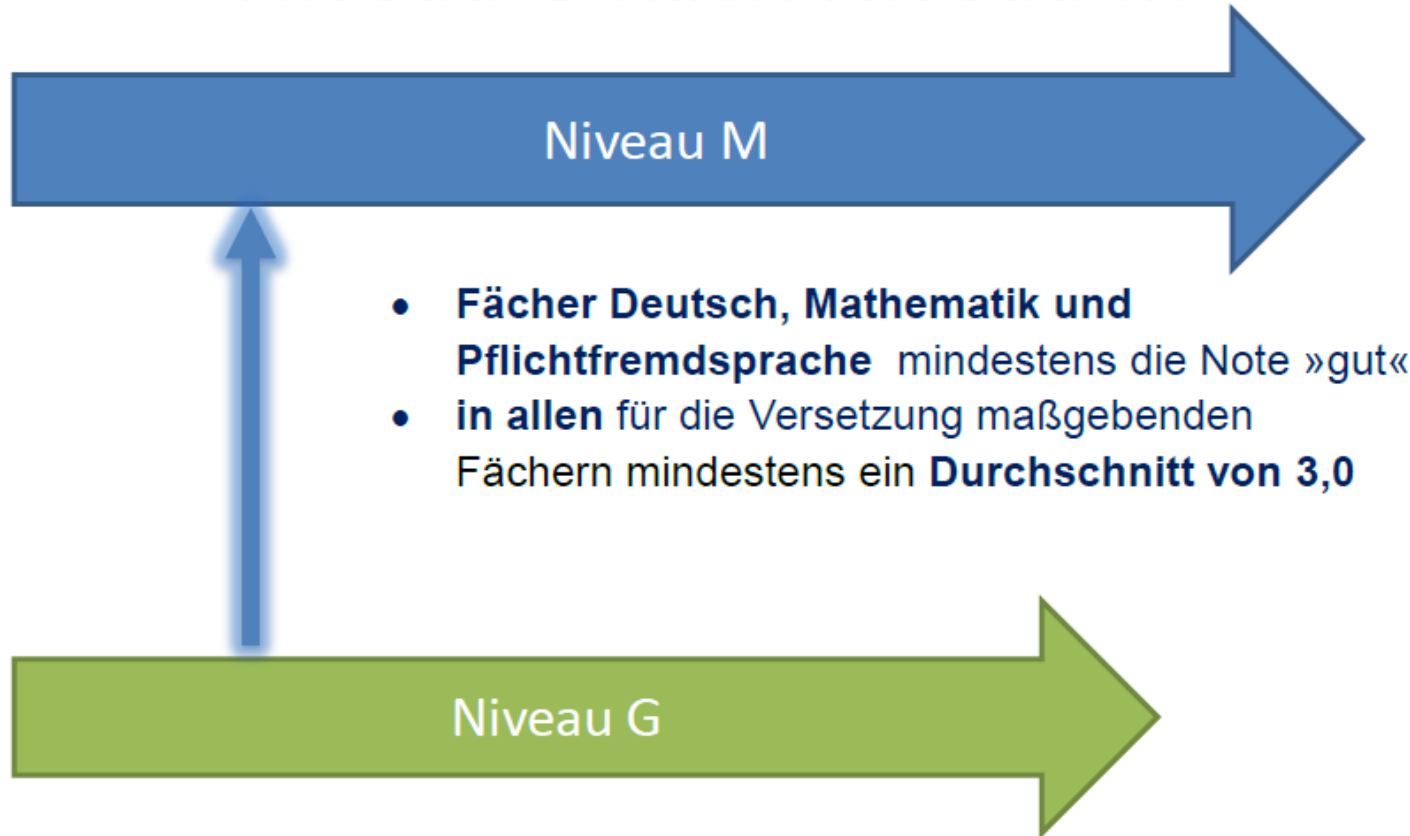 Niveau M
• Fächer Deutsch, Mathematik und
Pflichtfremdsprache mindestens die Note »gut«
• in allen für die Versetzung maßgebenden
Fächern mindestens ein Durchschnitt von 3,0
Niveau G